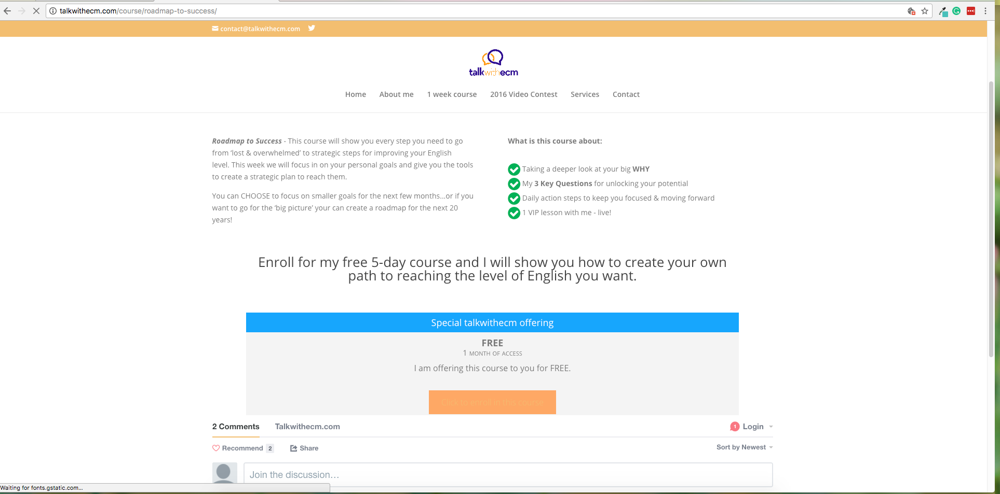 talkwithecm.com/course/roadmap-to-success/
contact@talkwithecm.com
talkwithecm
Home About me 1 week course 2016 Video Contest Services Contact
Roadmap to Success - This course will show you every step you need to go
from ‘lost & overwhelmed’ to strategic steps for improving your English
level. This week we will focus in on your personal goals and give you the tools
to create a strategic plan to reach them.
You can CHOOSE to focus on smaller goals for the next few months...or if you
want to go for the ‘big picture’ your can create a roadmap for the next 20
years!
What is this course about:
Taking a deeper look at your big WHY
My 3 Key Questions for unlocking your potential
Daily action steps to keep you focused & moving forward
1 VIP lesson with me - live!
Enroll for my free 5-day course and I will show you how to create your own
path to reaching the level of English you want.
Special talkwithecm offering
FREE
1 MONTH OF ACCESS
I am offering this course to you for FREE.
Click to enroll in this course
2 Comments Talkwithecm.com 1 Login
Recommend 2 Share Sort by Newest
Join the discussion...
Waiting for fonts.gstatic.com...